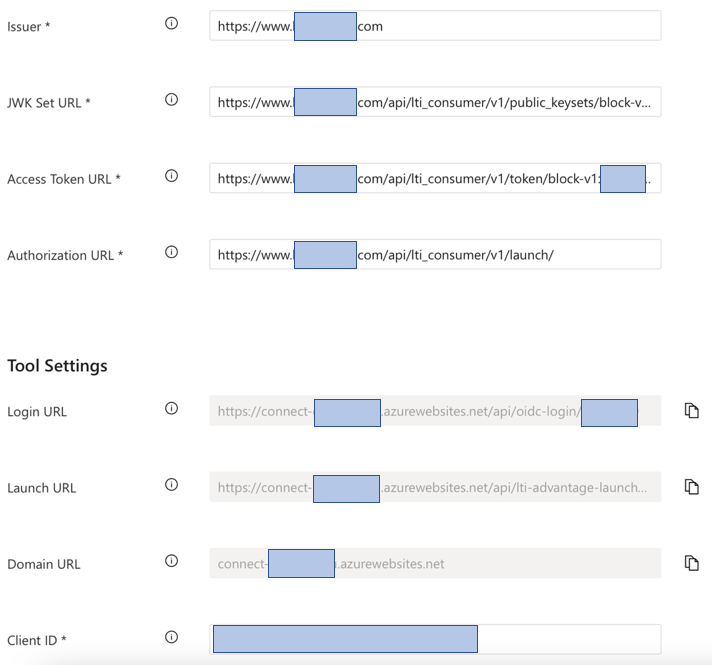 Issuer * https://www. com
JWK Set URL * https://www. com/api/lti_consumer/v1/public_keysets/block-v...
Access Token URL * https://www. com/api/lti_consumer/v1/token/block-v1: ..
Authorization URL * https://www. com/api/lti_consumer/v1/launch/
Tool Settings
Login URL https://connect- .azurewebsites.net/api/oidc-login/
Launch URL https://connect- .azurewebsites.net/api/lti-advantage-launch...
Domain URL connect- .azurewebsites.net
Client ID *